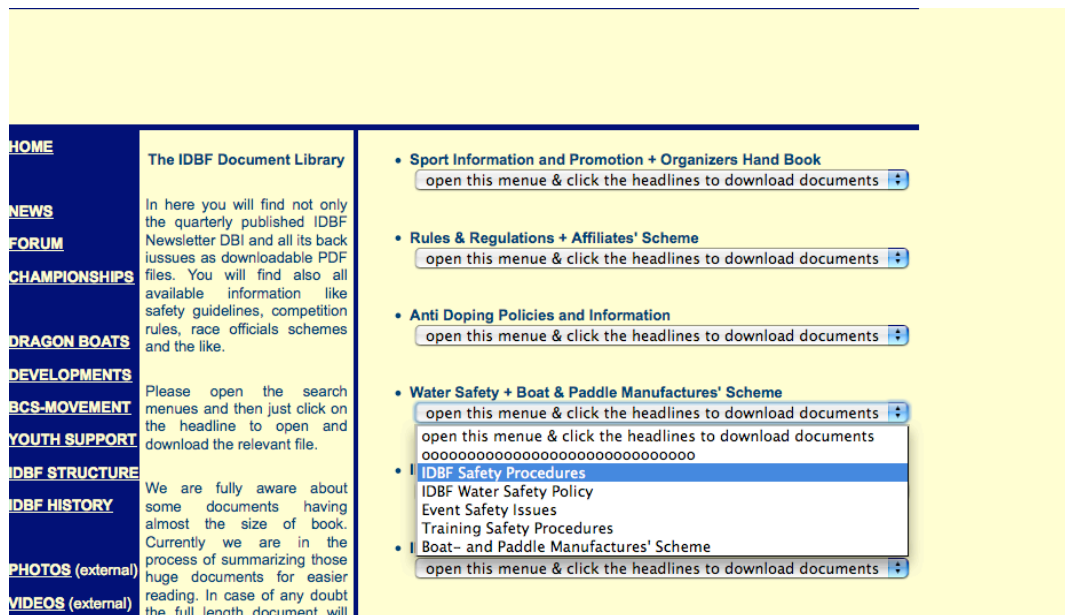 HOME
NEWS
FORUM
CHAMPIONSHIPS
DRAGON BOATS
DEVELOPMENTS
BCS-MOVEMENT
YOUTH SUPPORT
IDBF STRUCTURE
IDBF HISTORY
PHOTOS (external)
VIDEOS (external)
The IDBF Document Library
In here you will find not only
the quarterly published IDBF
Newsletter DBI and all its back
iussues as downloadable PDF
files. You will find also all
available information like
safety guidelines, competition
rules, race officials schemes
and the like.
Please open the search
menues and then just click on
the headline to open and
download the relevant file.
We are fully aware about
some documents having
almost the size of book.
Currently we are in the
process of summarizing those
huge documents for easier
reading. In case of any doubt
the full length document will
• Sport Information and Promotion + Organizers Hand Book
open this menue & click the headlines to download documents
• Rules & Regulations + Affiliates' Scheme
open this menue & click the headlines to download documents
• Anti Doping Policies and Information
open this menue & click the headlines to download documents
• Water Safety + Boat & Paddle Manufactures' Scheme
open this menue & click the headlines to download documents
open this menue & click the headlines to download documents
oooooooooooooooooooooooooooooo
IDBF Safety Procedures
IDBF Water Safety Policy
Event Safety Issues
Training Safety Procedures
Boat- and Paddle Manufactures' Scheme
open this menue & click the headlines to download documents